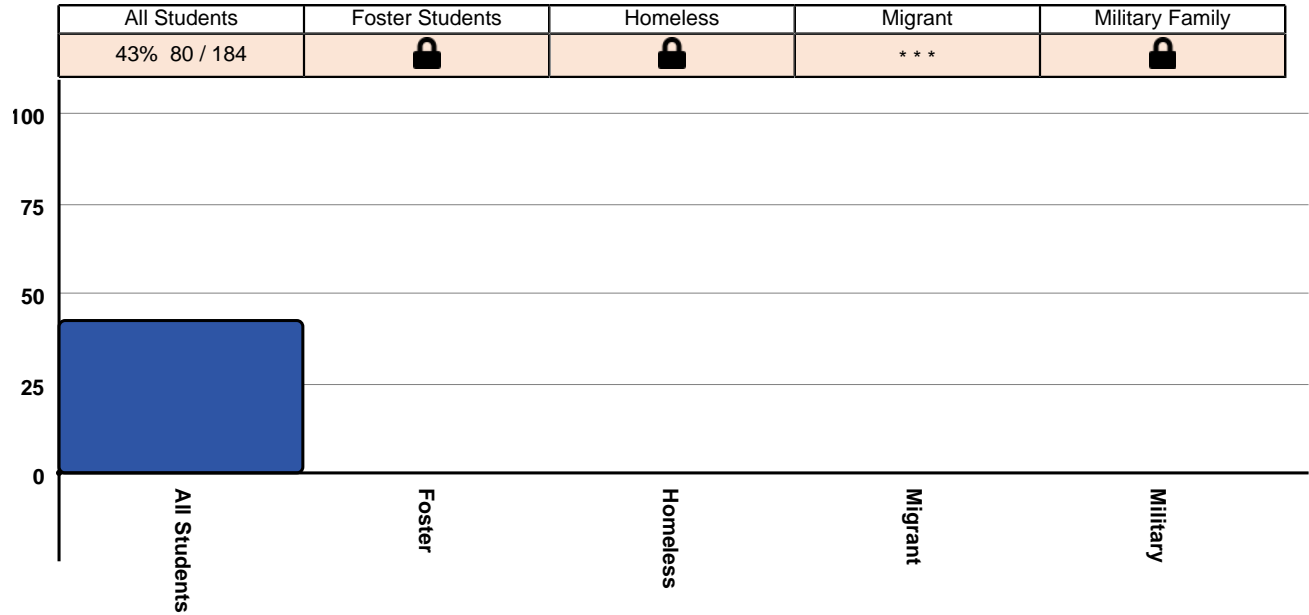 All Students Foster Students Homeless Migrant Military Family
43% 80 / 184 * * *
100
75
50
25
0
All Students
Foster
Homeless
Migrant
Military